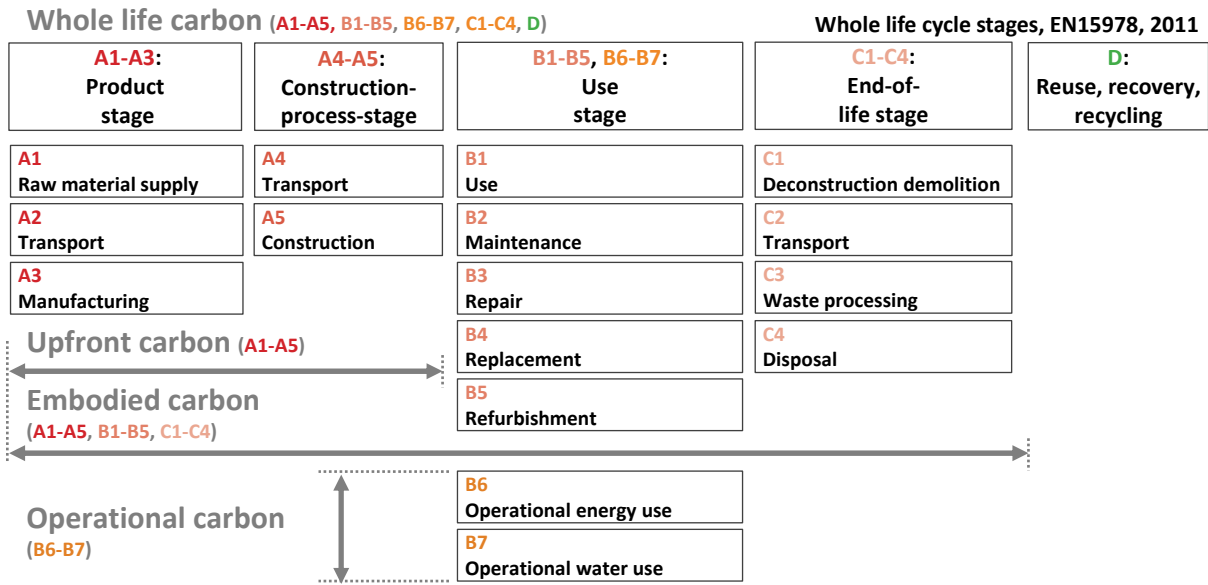 Whole life carbon (A1-A5, B1-B5, B6-B7, C1-C4, D)
Whole life cycle stages, EN15978, 2011
A1-A3:
Product
stage
A4-A5:
Construction-
process-stage
B1-B5, B6-B7:
Use
stage
C1-C4:
End-of-
life stage
D:
Reuse, recovery,
recycling
A1
Raw material supply
A2
Transport
A3
Manufacturing
A4
Transport
A5
Construction
B1
Use
B2
Maintenance
B3
Repair
B4
Replacement
B5
Refurbishment
C1
Deconstruction demolition
C2
Transport
C3
Waste processing
C4
Disposal
Upfront carbon (A1-A5)
Embodied carbon
(A1-A5, B1-B5, C1-C4)
Operational carbon
(B6-B7)
B6
Operational energy use
B7
Operational water use